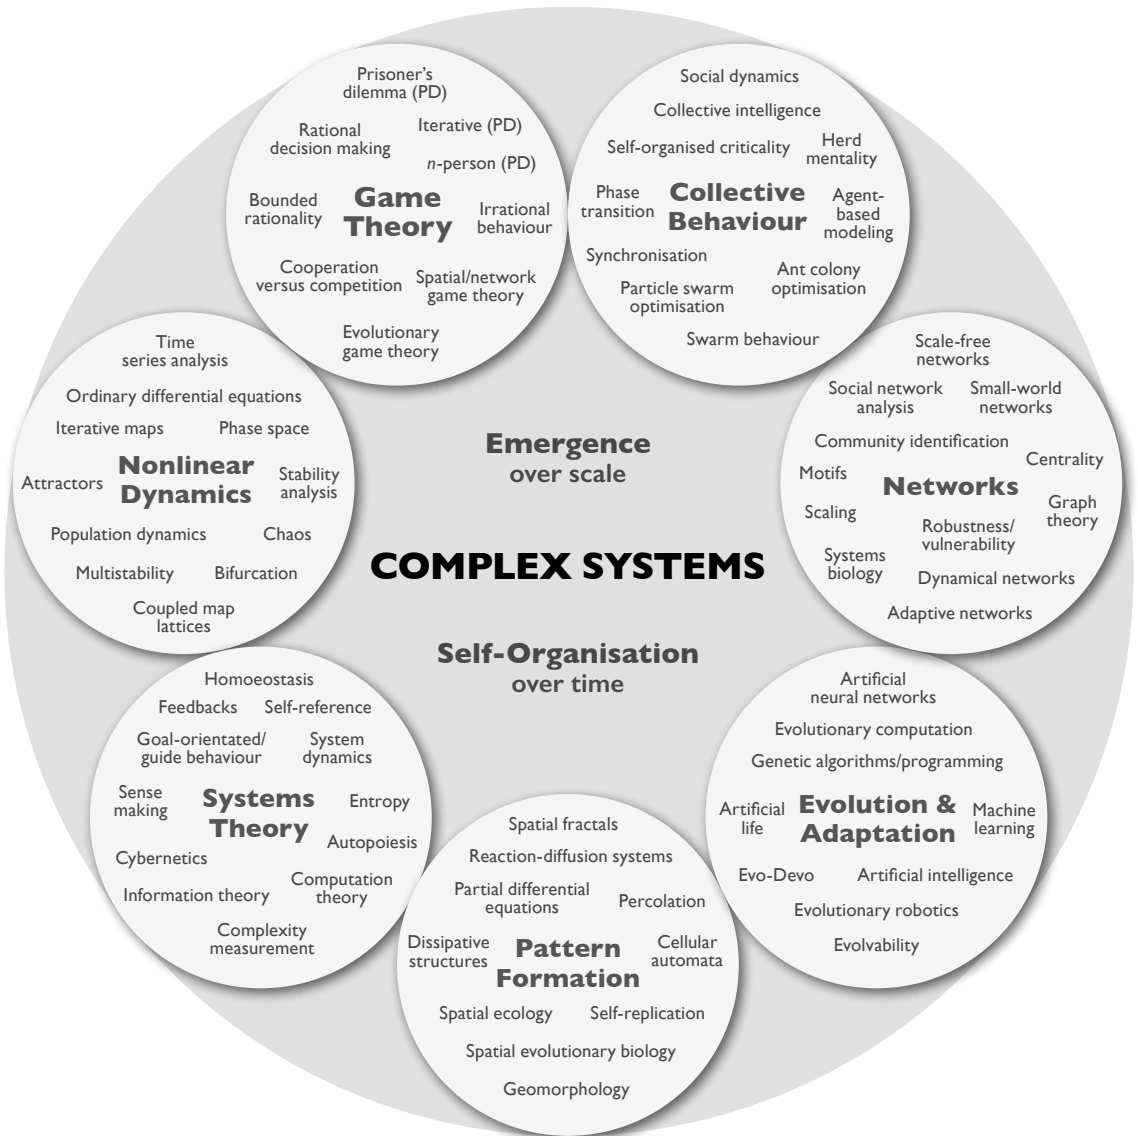 Prisoner's
dilemma (PD)
Rational
decision making
Iterative (PD)
n-person (PD)
Bounded
rationality
Game
Theory
Irrational
behaviour
Cooperation
versus competition
Spatial/network
game theory
Evolutionary
game theory
Social dynamics
Collective intelligence
Self-organised criticality
Herd
mentality
Phase
transition
Collective
Behaviour
Agent-
based
modeling
Synchronisation
Ant colony
optimisation
Particle swarm
optimisation
Swarm behaviour
Time
series analysis
Ordinary differential equations
Iterative maps
Phase space
Attractors
Nonlinear
Dynamics
Stability
analysis
Population dynamics
Chaos
Multistability
Bifurcation
Coupled map
lattices
Emergence
over scale
COMPLEX SYSTEMS
Self-Organisation
over time
Scale-free
networks
Social network
analysis
Small-world
networks
Community identification
Centrality
Motifs
Networks
Scaling
Graph
theory
Robustness/
vulnerability
Systems
biology
Dynamical networks
Adaptive networks
Homoeostasis
Feedbacks
Self-reference
Goal-orientated/
guide behaviour
System
dynamics
Sense
making
Systems
Theory
Entropy
Autopoiesis
Cybernetics
Information theory
Computation
theory
Complexity
measurement
Spatial fractals
Reaction-diffusion systems
Partial differential
equations
Percolation
Dissipative
structures
Pattern
Formation
Cellular
automata
Spatial ecology
Self-replication
Spatial evolutionary biology
Geomorphology
Artificial
neural networks
Evolutionary computation
Genetic algorithms/programming
Artificial
life
Evolution &
Adaptation
Machine
learning
Evo-Devo
Artificial intelligence
Evolutionary robotics
Evolvability